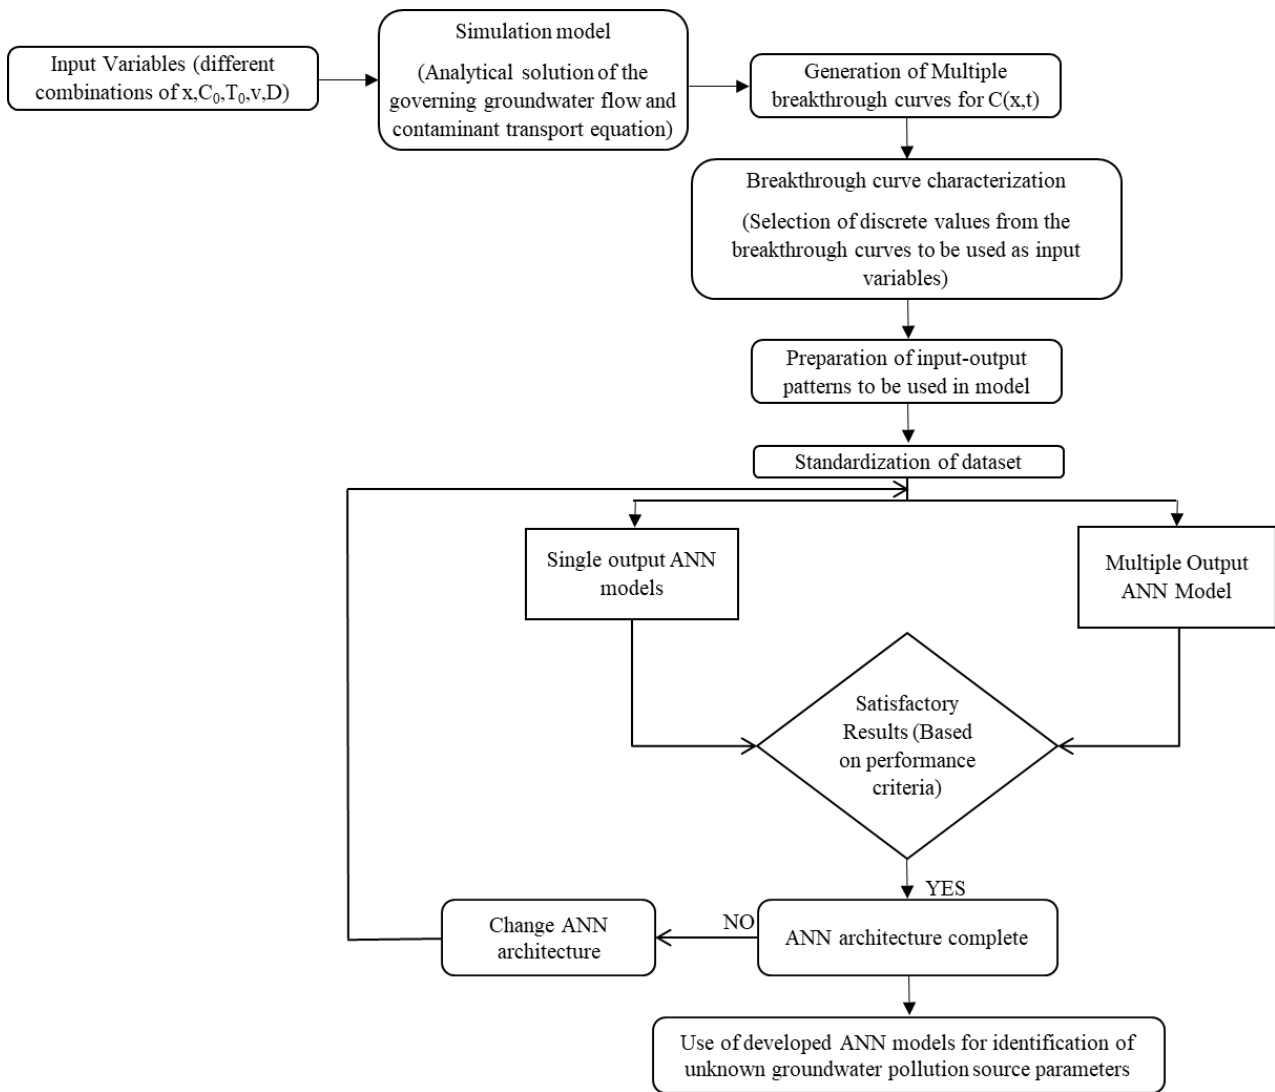 Input Variables (different
combinations of x,C₀,T₀,v,D)
Simulation model
(Analytical solution of the
governing groundwater flow and
contaminant transport equation)
Generation of Multiple
breakthrough curves for C(x,t)
Breakthrough curve characterization
(Selection of discrete values from the
breakthrough curves to be used as input
variables)
Preparation of input-output
patterns to be used in model
Standardization of dataset
Single output ANN
models
Multiple Output
ANN Model
Satisfactory
Results (Based
on performance
criteria)
YES
NO
Change ANN
architecture
ANN architecture complete
Use of developed ANN models for identification of
unknown groundwater pollution source parameters